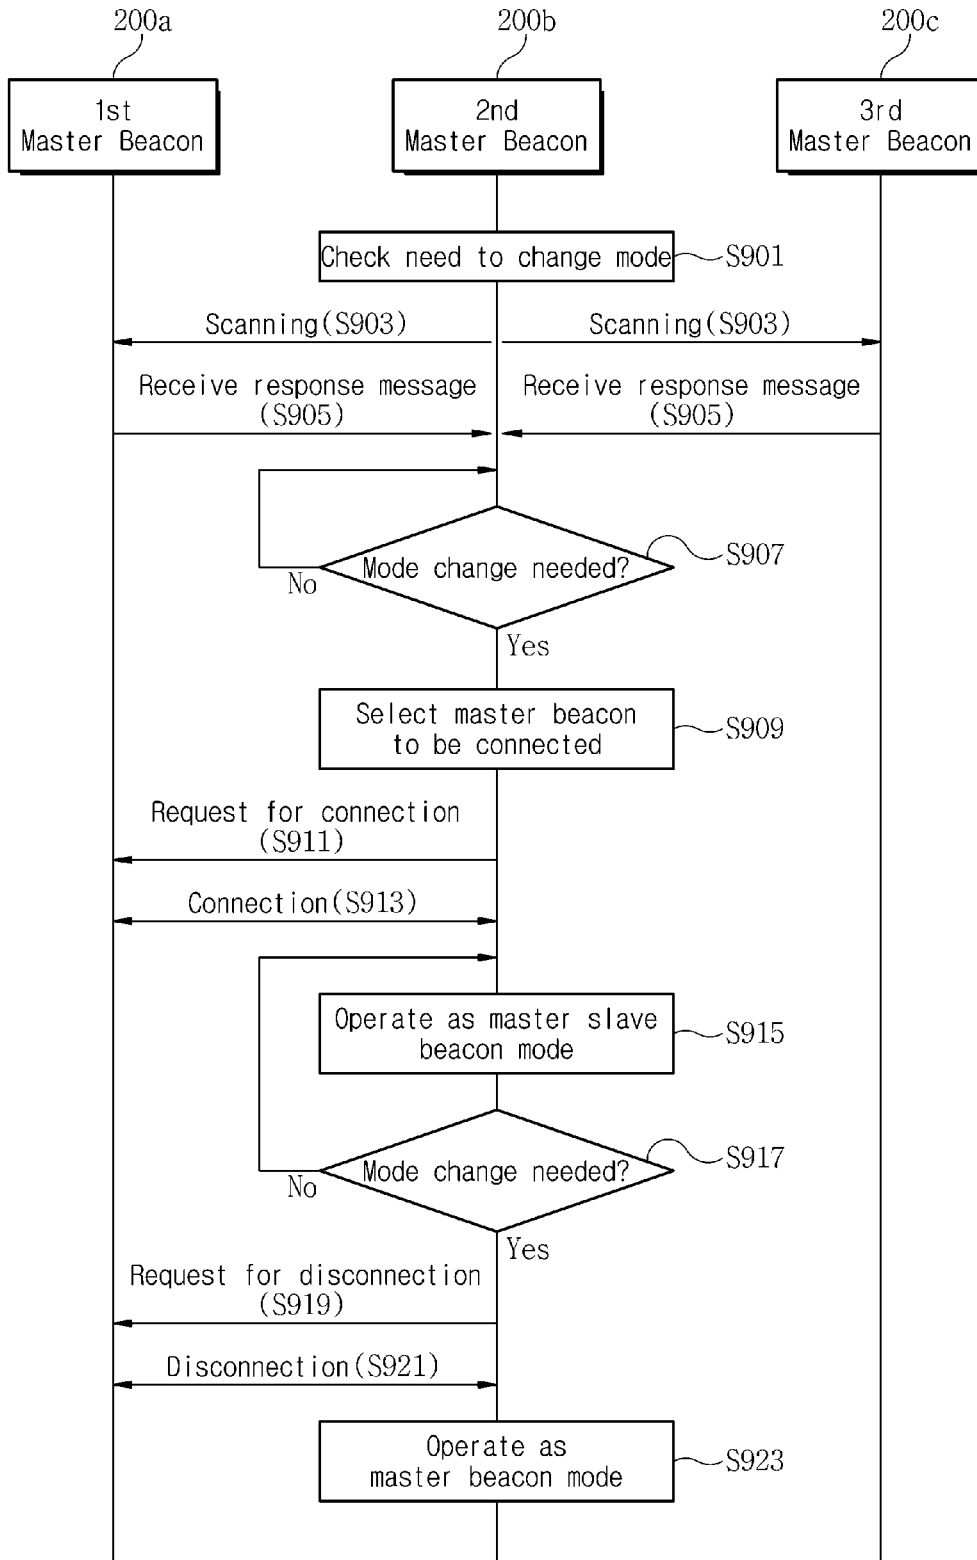 200a
200b
200c
1st
Master Beacon
2nd
Master Beacon
3rd
Master Beacon
Check need to change mode
S901
Scanning(S903)
Scanning(S903)
Receive response message
(S905)
Receive response message
(S905)
Mode change needed?
S907
No
Yes
Select master beacon
to be connected
S909
Request for connection
(S911)
Connection(S913)
Operate as master slave
beacon mode
S915
Mode change needed?
S917
No
Yes
Request for disconnection
(S919)
Disconnection(S921)
Operate as
master beacon mode
S923